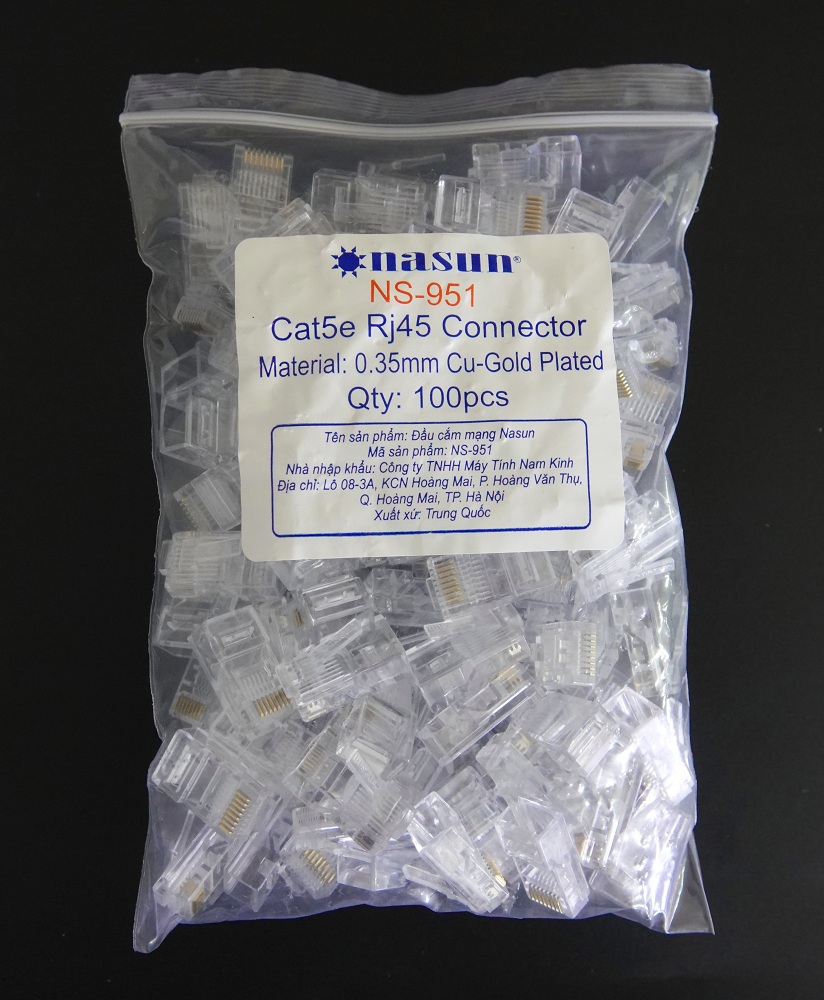 nasun®
NS-951
Cat5e Rj45 Connector
Material: 0.35mm Cu-Gold Plated
Qty: 100pcs
Tên sản phẩm: Đầu cắm mạng Nasun
Mã sản phẩm: NS-951
Nhà nhập khẩu: Công ty TNHH Máy Tính Nam Kinh
Địa chỉ: Lô 08-3A, KCN Hoàng Mai, P. Hoàng Văn Thụ,
Q. Hoàng Mai, TP. Hà Nội
Xuất xứ: Trung Quốc